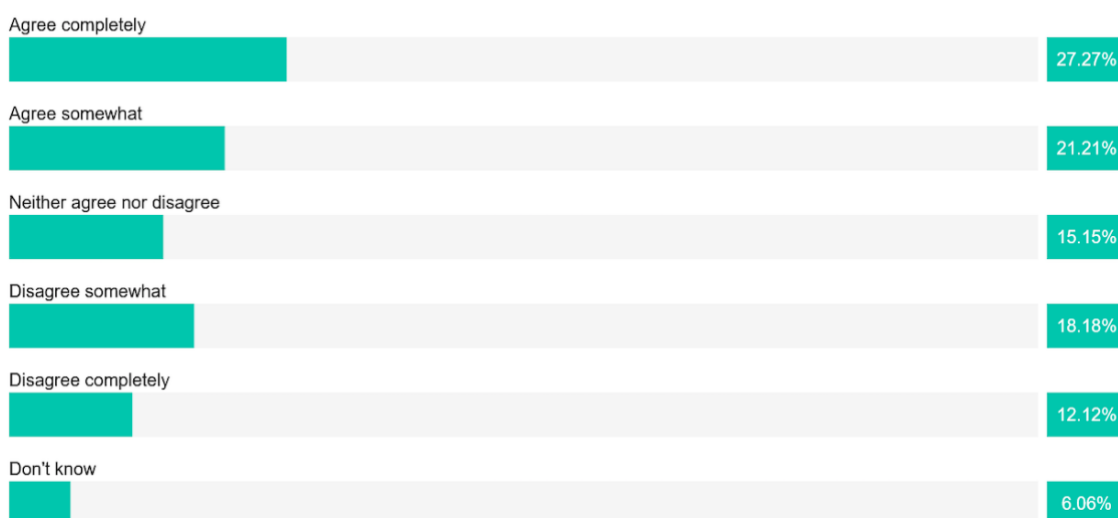 Agree completely
27.27%
Agree somewhat
21.21%
Neither agree nor disagree
15.15%
Disagree somewhat
18.18%
Disagree completely
12.12%
Don't know
6.06%